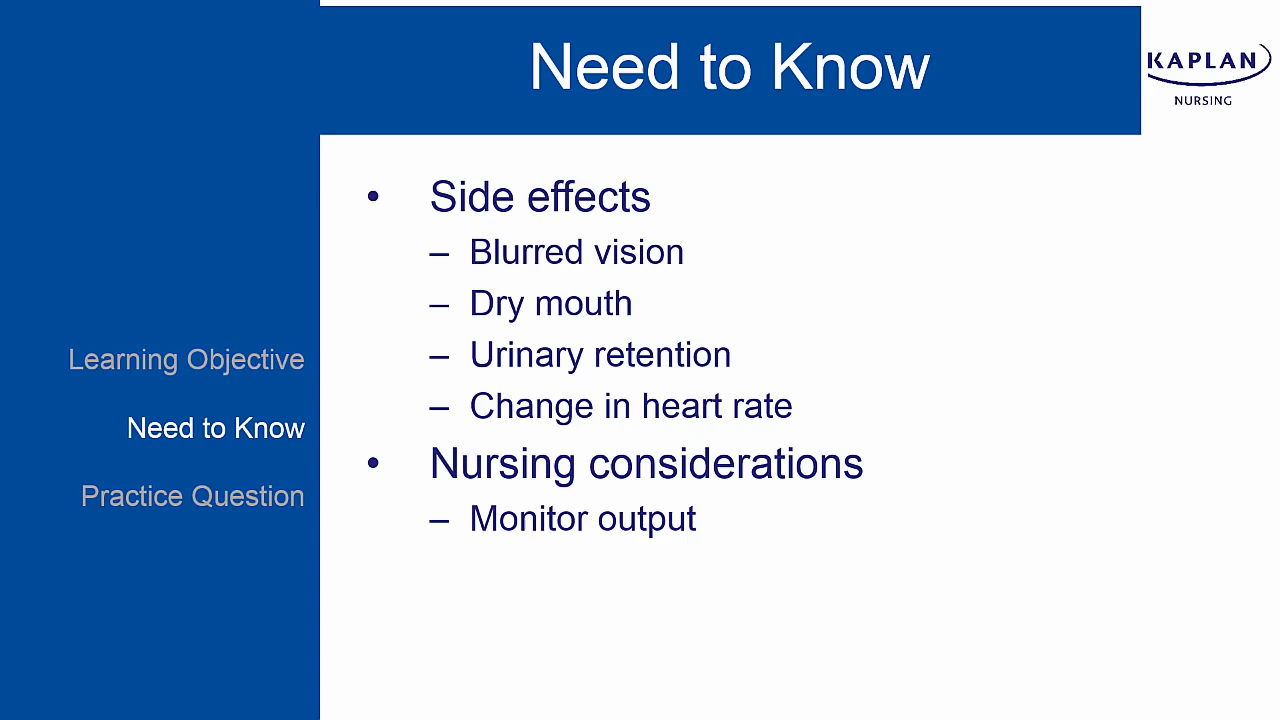 Need to Know
KAPLAN
NURSING
• Side effects
– Blurred vision
– Dry mouth
– Urinary retention
– Change in heart rate
• Nursing considerations
– Monitor output
Learning Objective
Need to Know
Practice Question